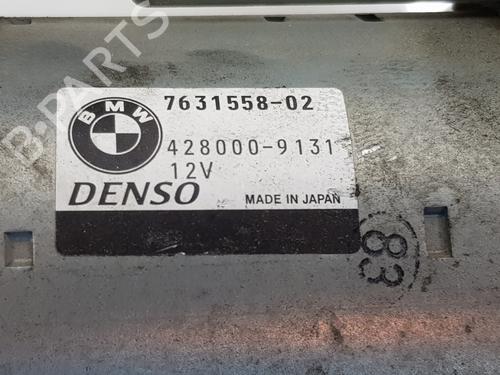 B-PARTS
BMW
7631558-02
428000-9131
12V
DENSO
MADE IN JAPAN
83